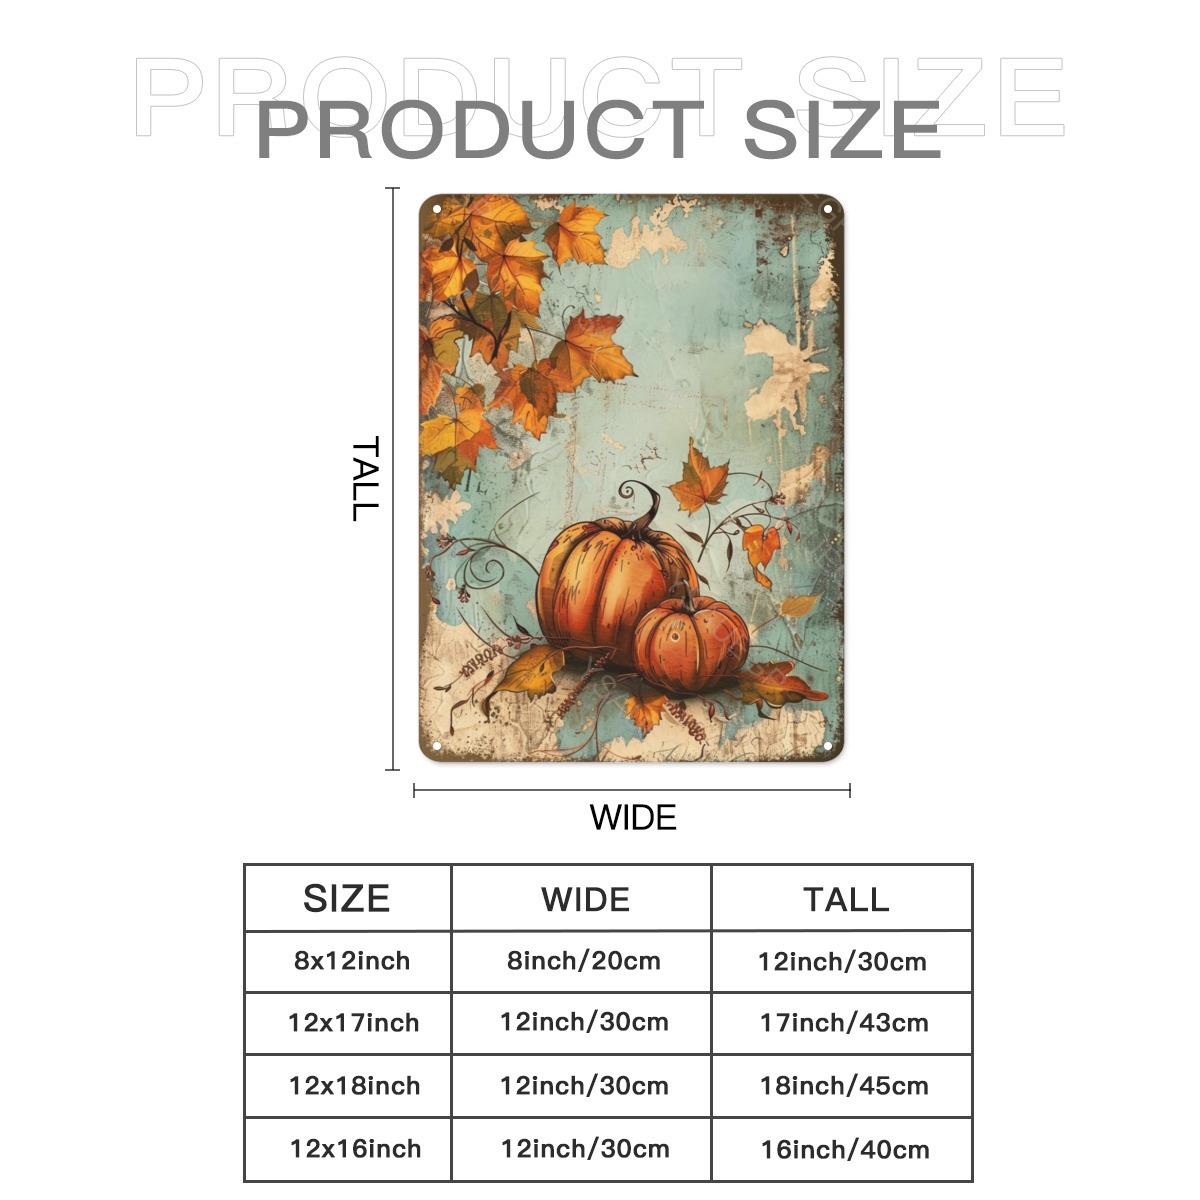 PRODUCT SIZE
PRODUCT SIZE
TALL
WIDE
SIZE WIDE TALL
8x12inch 8inch/20cm 12inch/30cm
12x17inch 12inch/30cm 17inch/43cm
12x18inch 12inch/30cm 18inch/45cm
12x16inch 12inch/30cm 16inch/40cm